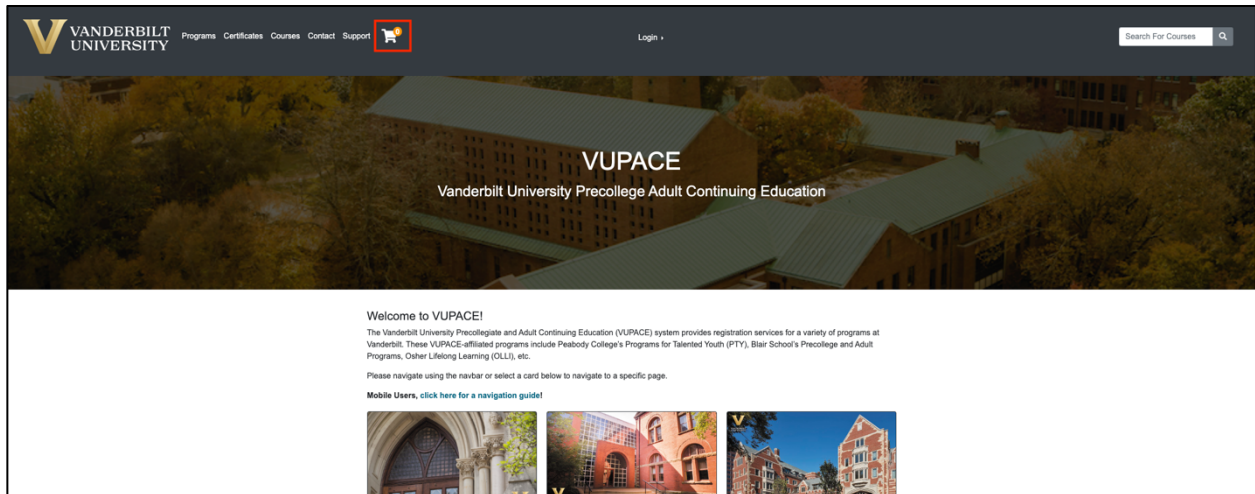 VANDERBILT
UNIVERSITY
Programs Certificates Courses Contact Support 0 Login Search For Courses
VUPACE
Vanderbilt University Precollege Adult Continuing Education
Welcome to VUPACE!
The Vanderbilt University Precollegiate and Adult Continuing Education (VUPACE) system provides registration services for a variety of programs at
Vanderbilt. These VUPACE-affiliated programs include Peabody College's Programs for Talented Youth (PTY), Blair School's Precollege and Adult
Programs, Osher Lifelong Learning (OLLI), etc.
Please navigate using the navbar or select a card below to navigate to a specific page.
Mobile Users, click here for a navigation guide!